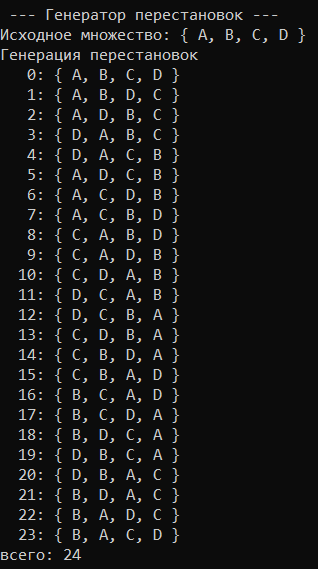 --- Генератор перестановок ---
Исходное множество: { A, B, C, D }
Генерация перестановок
0: { A, B, C, D }
1: { A, B, D, C }
2: { A, D, B, C }
3: { D, A, B, C }
4: { D, A, C, B }
5: { A, D, C, B }
6: { A, C, D, B }
7: { A, C, B, D }
8: { C, A, B, D }
9: { C, A, D, B }
10: { C, D, A, B }
11: { D, C, A, B }
12: { D, C, B, A }
13: { C, D, B, A }
14: { C, B, D, A }
15: { C, B, A, D }
16: { B, C, A, D }
17: { B, C, D, A }
18: { B, D, C, A }
19: { D, B, C, A }
20: { D, B, A, C }
21: { B, D, A, C }
22: { B, A, D, C }
23: { B, A, C, D }
всего: 24